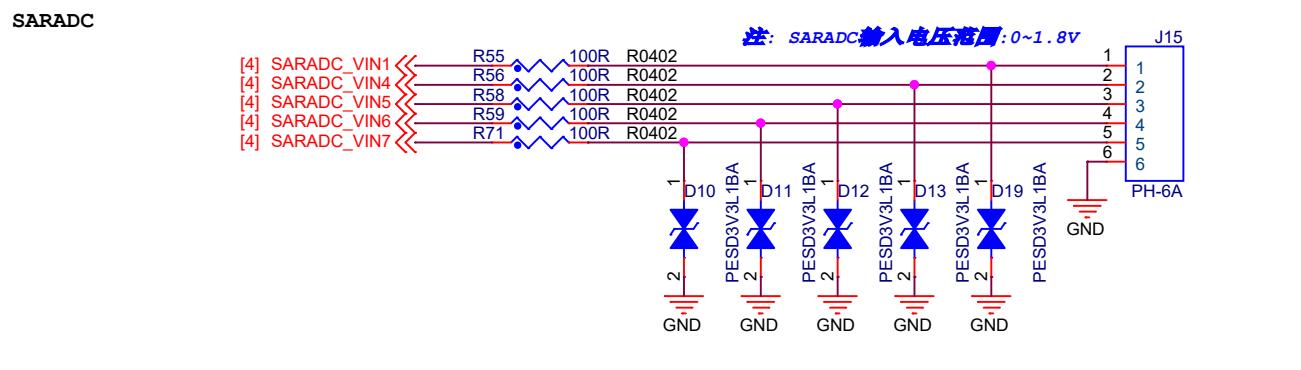 SARADC
注: SARADC输入电压范围:0~1.8V
J15
[4] SARADC_VIN1 R55 100R R0402 1 1
[4] SARADC_VIN4 R56 100R R0402 2 2
[4] SARADC_VIN5 R58 100R R0402 3 3
[4] SARADC_VIN6 R59 100R R0402 4 4
[4] SARADC_VIN7 R71 100R R0402 5 5
6 6
PH-6A
GND
1 D10 PESD3V3L1BA 2 GND
1 D11 PESD3V3L1BA 2 GND
1 D12 PESD3V3L1BA 2 GND
1 D13 PESD3V3L1BA 2 GND
1 D19 PESD3V3L1BA 2 GND